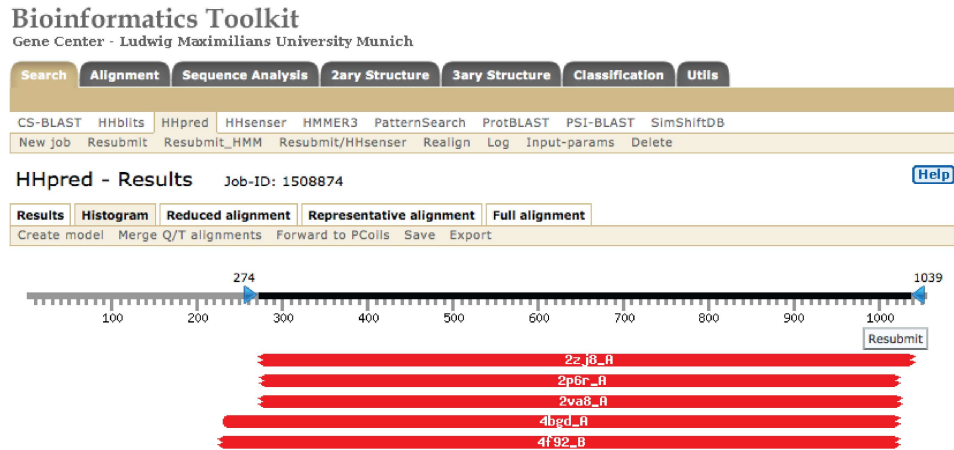 Bioinformatics Toolkit
Gene Center - Ludwig Maximilians University Munich
Search Alignment Sequence Analysis 2ary Structure 3ary Structure Classification Utils
CS-BLAST HHblits HHpred HHsenser HMMER3 PatternSearch ProtBLAST PSI-BLAST SimShiftDB
New job Resubmit Resubmit_HMM Resubmit/HHsenser Realign Log Input-params Delete
HHpred - Results Job-ID: 1508874 Help
Results Histogram Reduced alignment Representative alignment Full alignment
Create model Merge Q/T alignments Forward to PCoils Save Export
274 1039
100 200 300 400 500 600 700 800 900 1000
Resubmit
2zj8_A
2p6r_A
2va8_A
4bgd_A
4f92_B